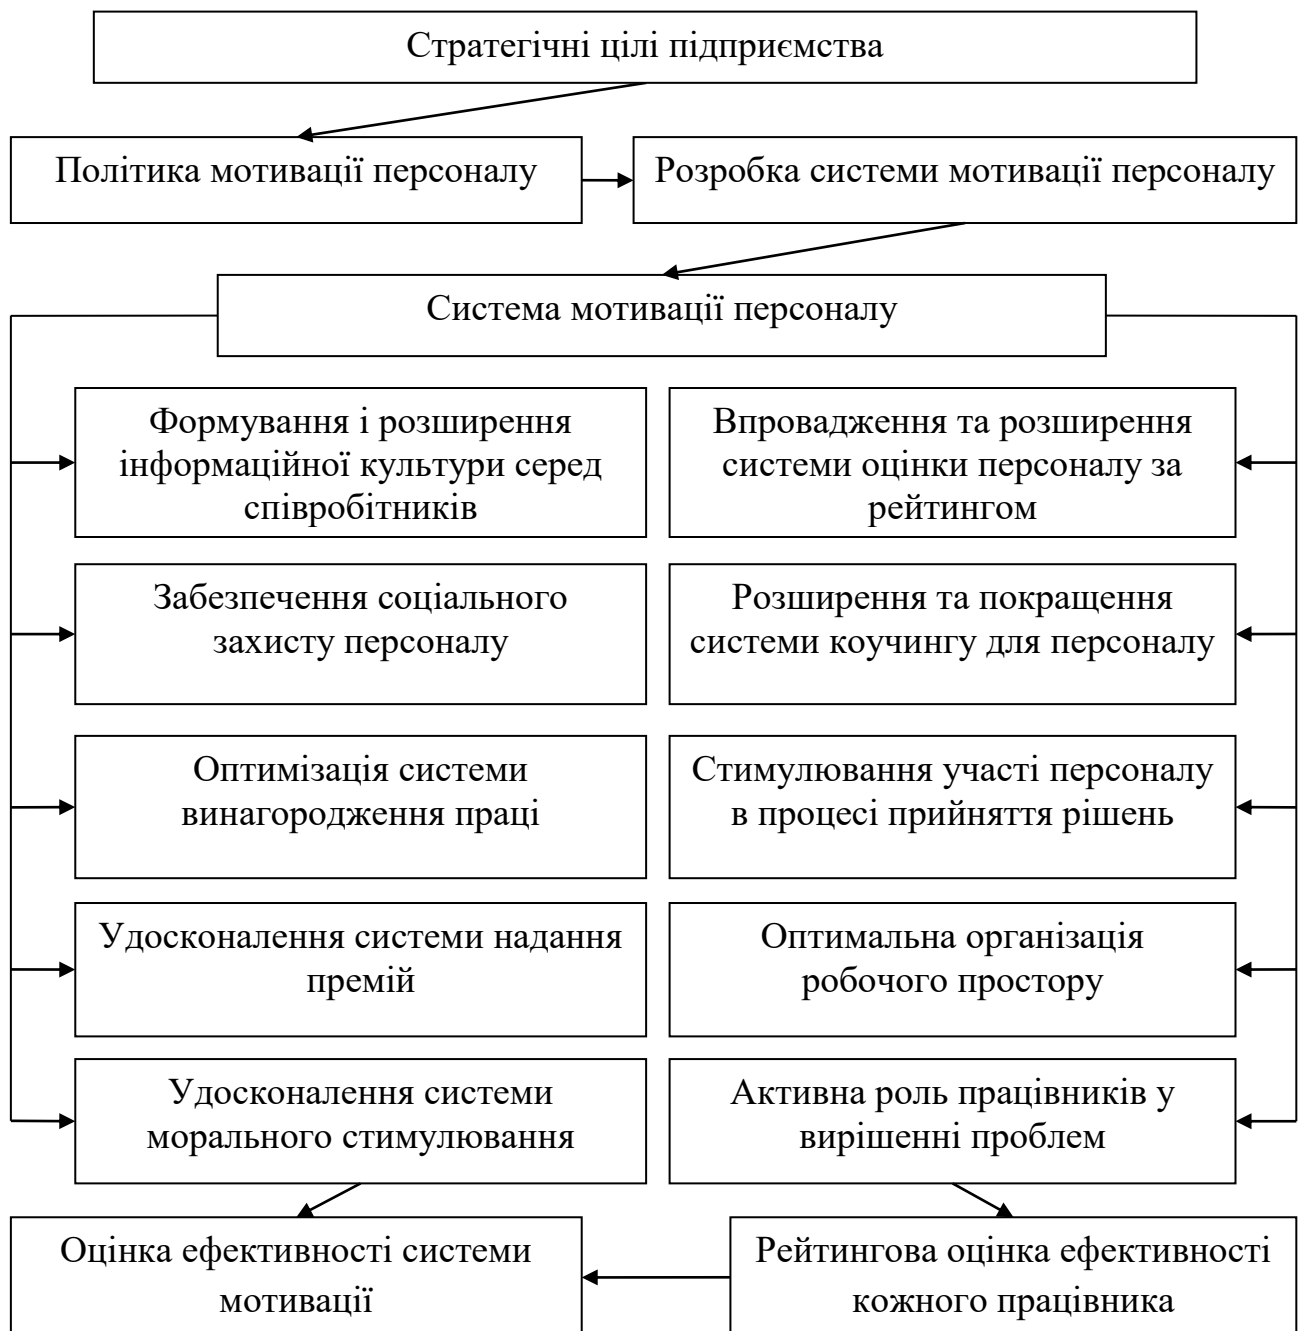 Стратегічні цілі підприємства
Політика мотивації персоналу
Розробка системи мотивації персоналу
Система мотивації персоналу
Формування і розширення
інформаційної культури серед
співробітників
Впровадження та розширення
системи оцінки персоналу за
рейтингом
Забезпечення соціального
захисту персоналу
Розширення та покращення
системи коучингу для персоналу
Оптимізація системи
винагородження праці
Стимулювання участі персоналу
в процесі прийняття рішень
Удосконалення системи надання
премій
Оптимальна організація
робочого простору
Удосконалення системи
морального стимулювання
Активна роль працівників у
вирішенні проблем
Оцінка ефективності системи
мотивації
Рейтингова оцінка ефективності
кожного працівника